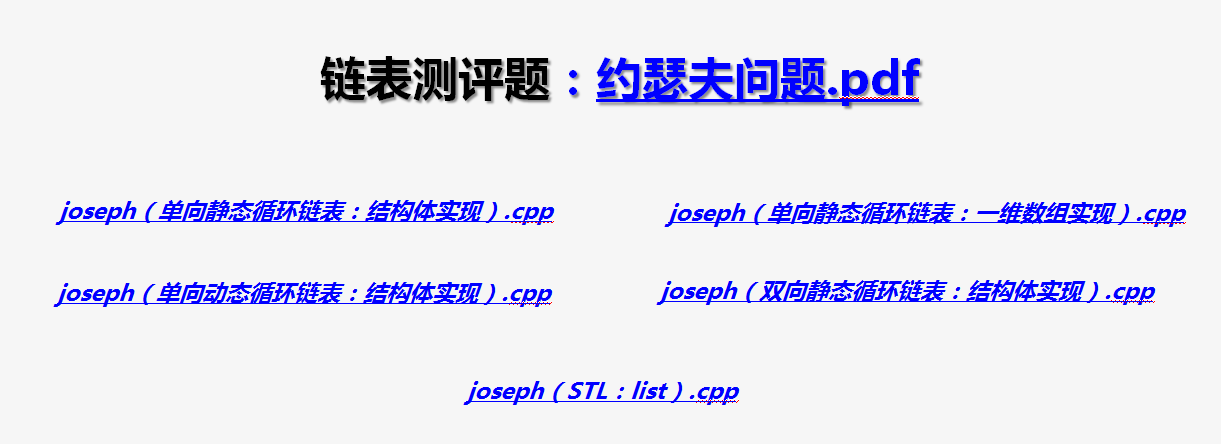 链表测评题：约瑟夫问题.pdf
joseph（单向静态循环链表：结构体实现）.cpp
joseph（单向静态循环链表：一维数组实现）.cpp
joseph（单向动态循环链表：结构体实现）.cpp
joseph（双向静态循环链表：结构体实现）.cpp
joseph（STL：list）.cpp